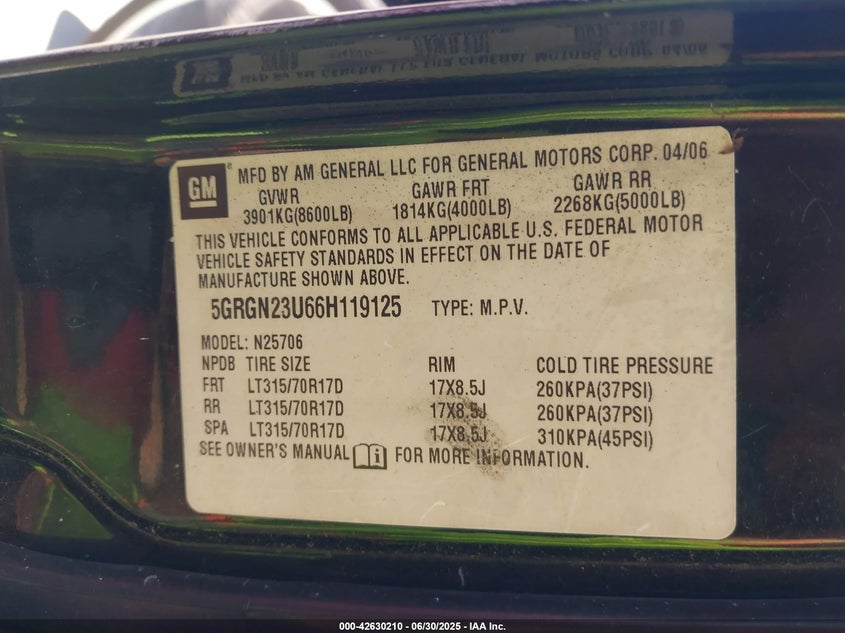 GM
MFD BY AM GENERAL LLC FOR GENERAL MOTORS CORP. 04/06
GVWR GAWR FRT GAWR RR
3901KG(8600LB) 1814KG(4000LB) 2268KG(5000LB)
THIS VEHICLE CONFORMS TO ALL APPLICABLE U.S. FEDERAL MOTOR
VEHICLE SAFETY STANDARDS IN EFFECT ON THE DATE OF
MANUFACTURE SHOWN ABOVE.
5GRGN23U66H119125 TYPE: M.P.V.
MODEL: N25706
NPDB TIRE SIZE RIM COLD TIRE PRESSURE
FRT LT315/70R17D 17X8.5J 260KPA(37PSI)
RR LT315/70R17D 17X8.5J 260KPA(37PSI)
SPA LT315/70R17D 17X8.5J 310KPA(45PSI)
SEE OWNER'S MANUAL FOR MORE INFORMATION.
000-42630210 - 06/30/2025 - IAA Inc.